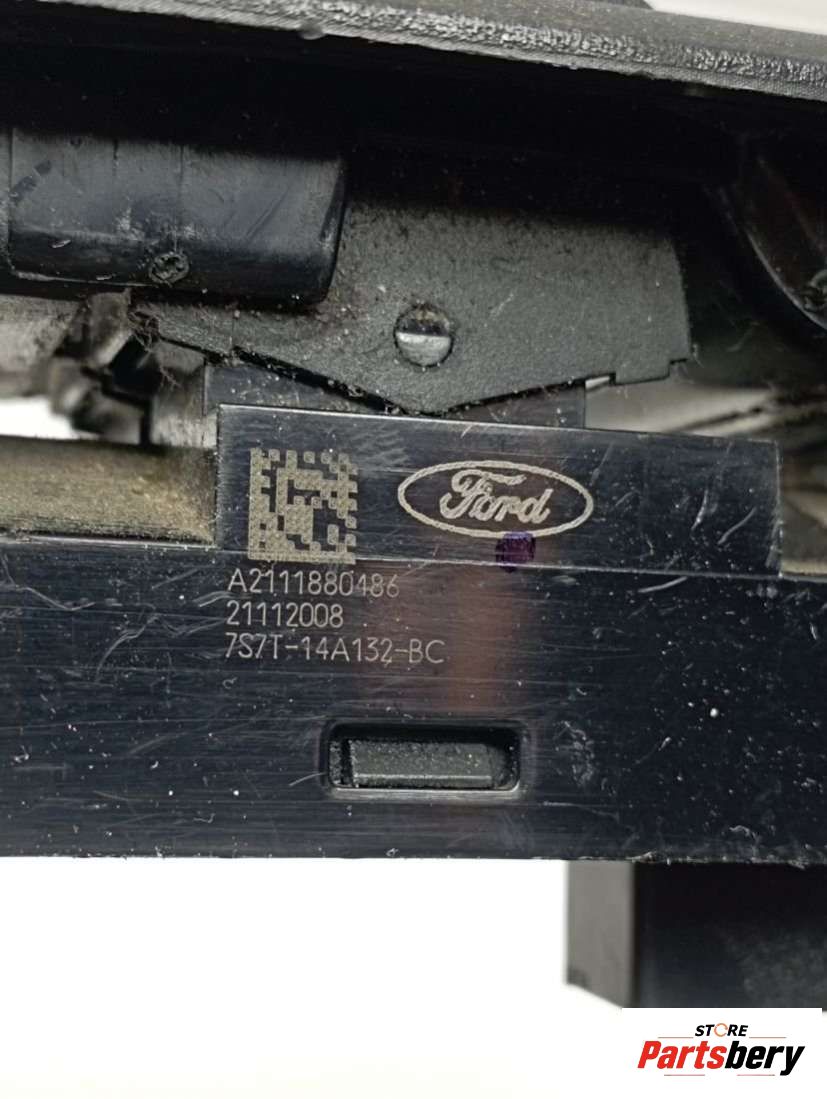 Ford
A2111880486
21112008
7S7T-14A132-BC
STORE
Partsbery